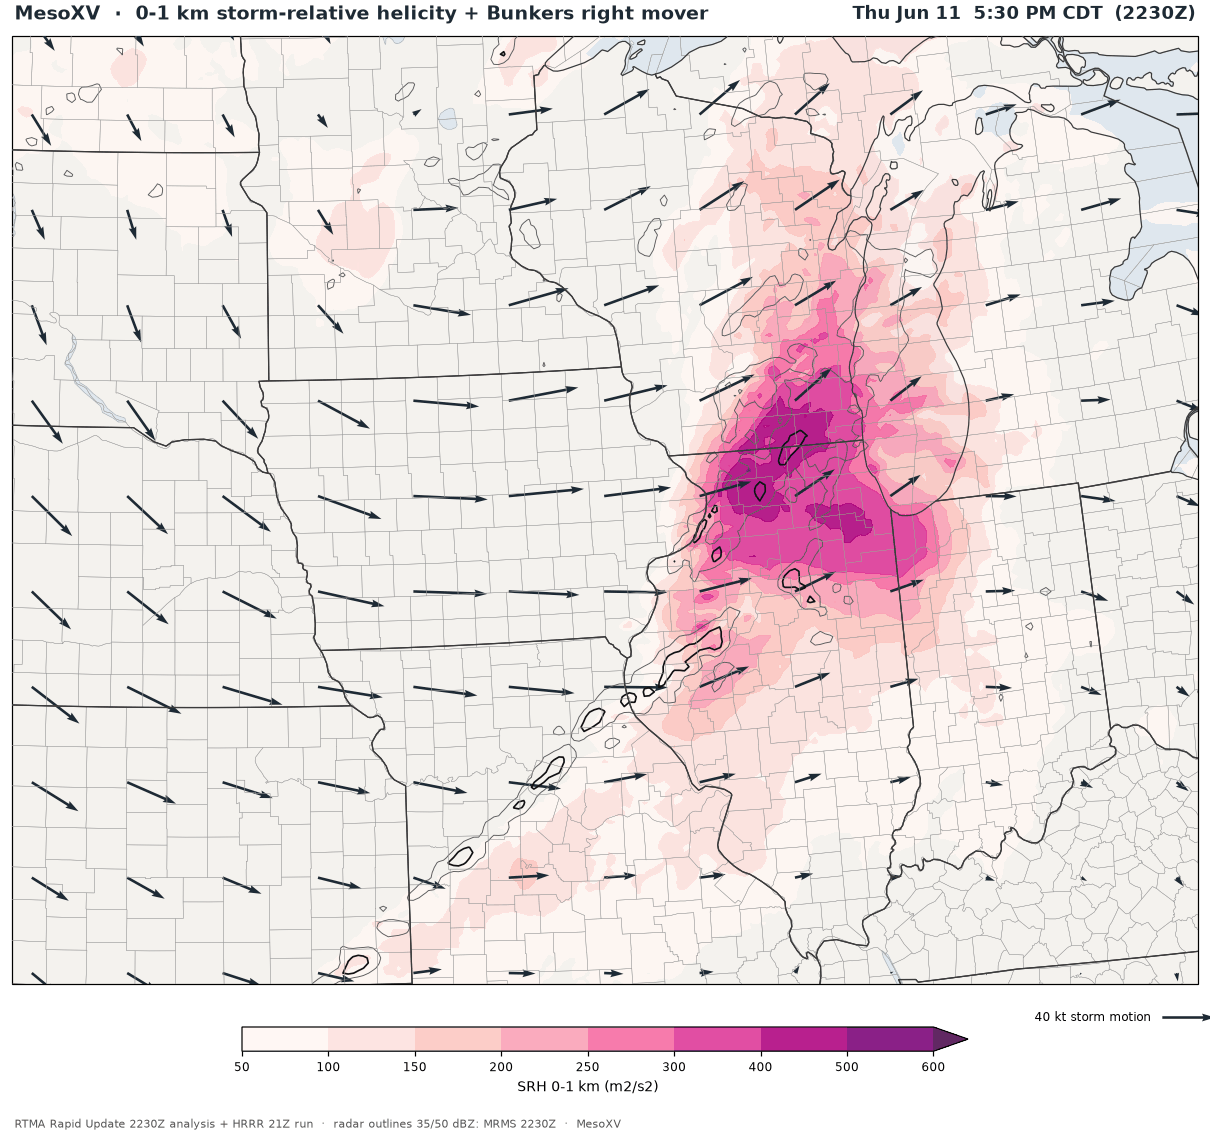 MesoXV · 0-1 km storm-relative helicity + Bunkers right mover
Thu Jun 11 5:30 PM CDT (2230Z)
40 kt storm motion
50 100 150 200 250 300 400 500 600
SRH 0-1 km (m2/s2)
RTMA Rapid Update 2230Z analysis + HRRR 21Z run · radar outlines 35/50 dBZ: MRMS 2230Z · MesoXV